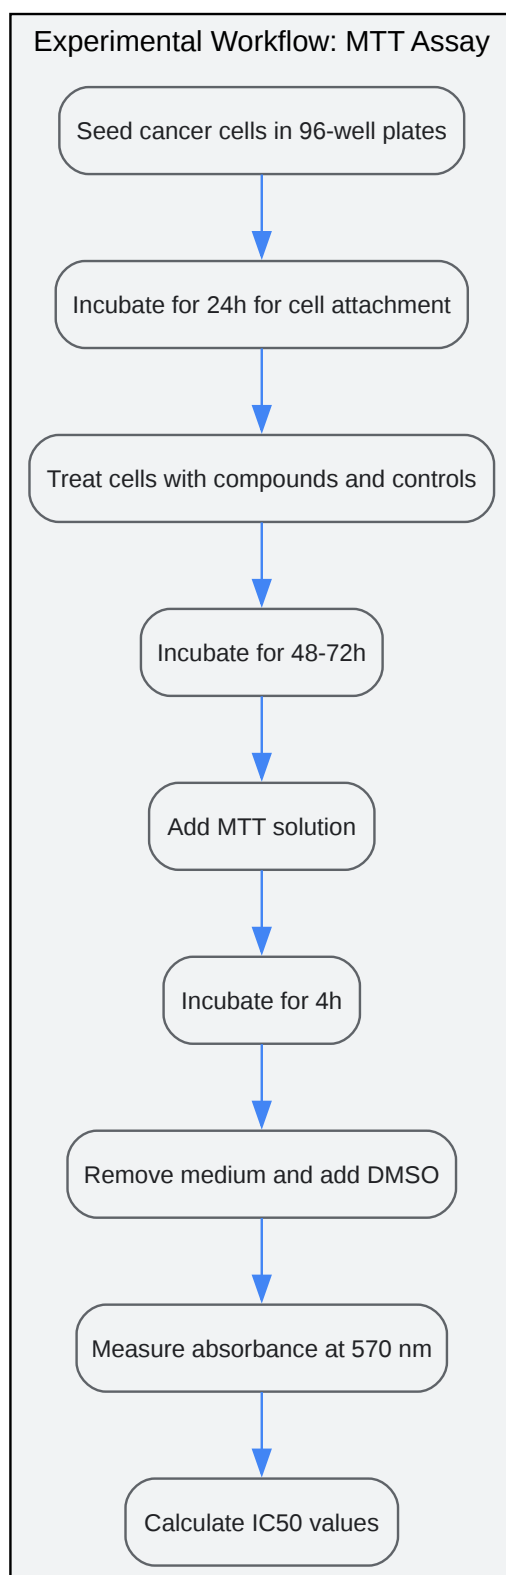 Experimental Workflow: MTT Assay
Seed cancer cells in 96-well plates
Incubate for 24h for cell attachment
Treat cells with compounds and controls
Incubate for 48-72h
Add MTT solution
Incubate for 4h
Remove medium and add DMSO
Measure absorbance at 570 nm
Calculate IC50 values